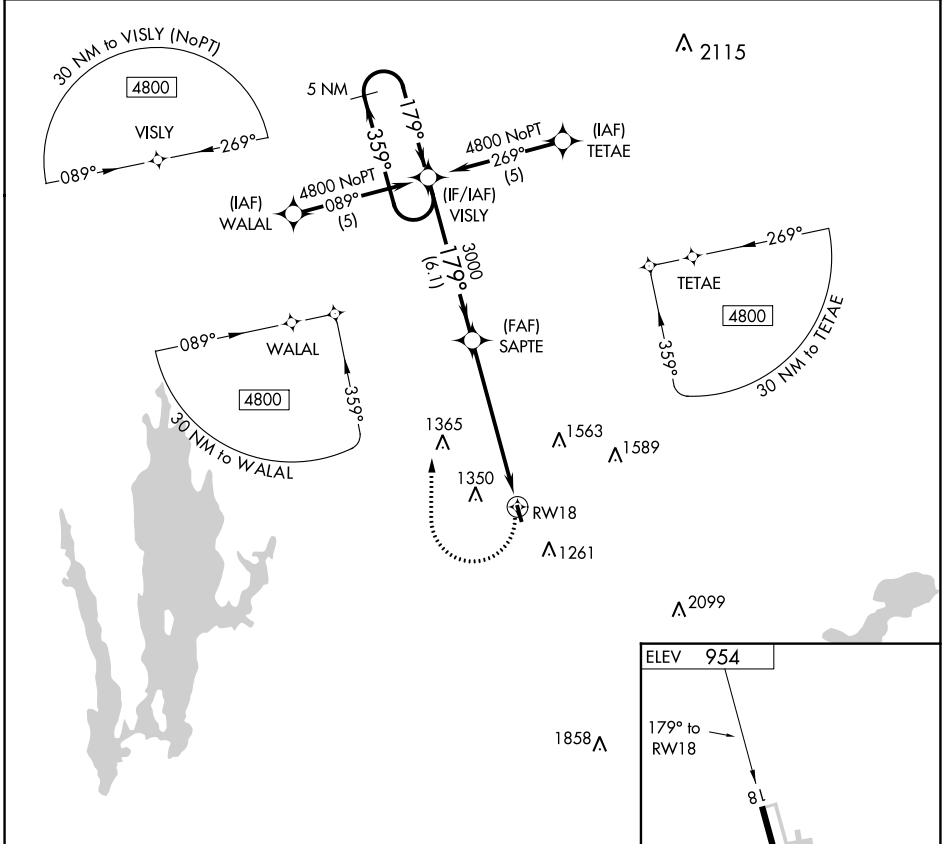 30 NM to VISLY (NoPT)
4800
VISLY
089°
269°
2115
5 NM
179°
359°
4800 NoPT
269°
(5)
(IAF)
TETAE
4800 NoPT
089°
(5)
(IAF)
WALAL
(IF/IAF)
VISLY
3000
179°
(6.1)
(FAF)
SAPTE
269°
TETAE
4800
359°
30 NM to TETAE
089°
WALAL
4800
359°
30 NM to WALAL
1365
1563
1589
1350
RW18
1261
2099
1858
ELEV 954
179° to
RW18
18